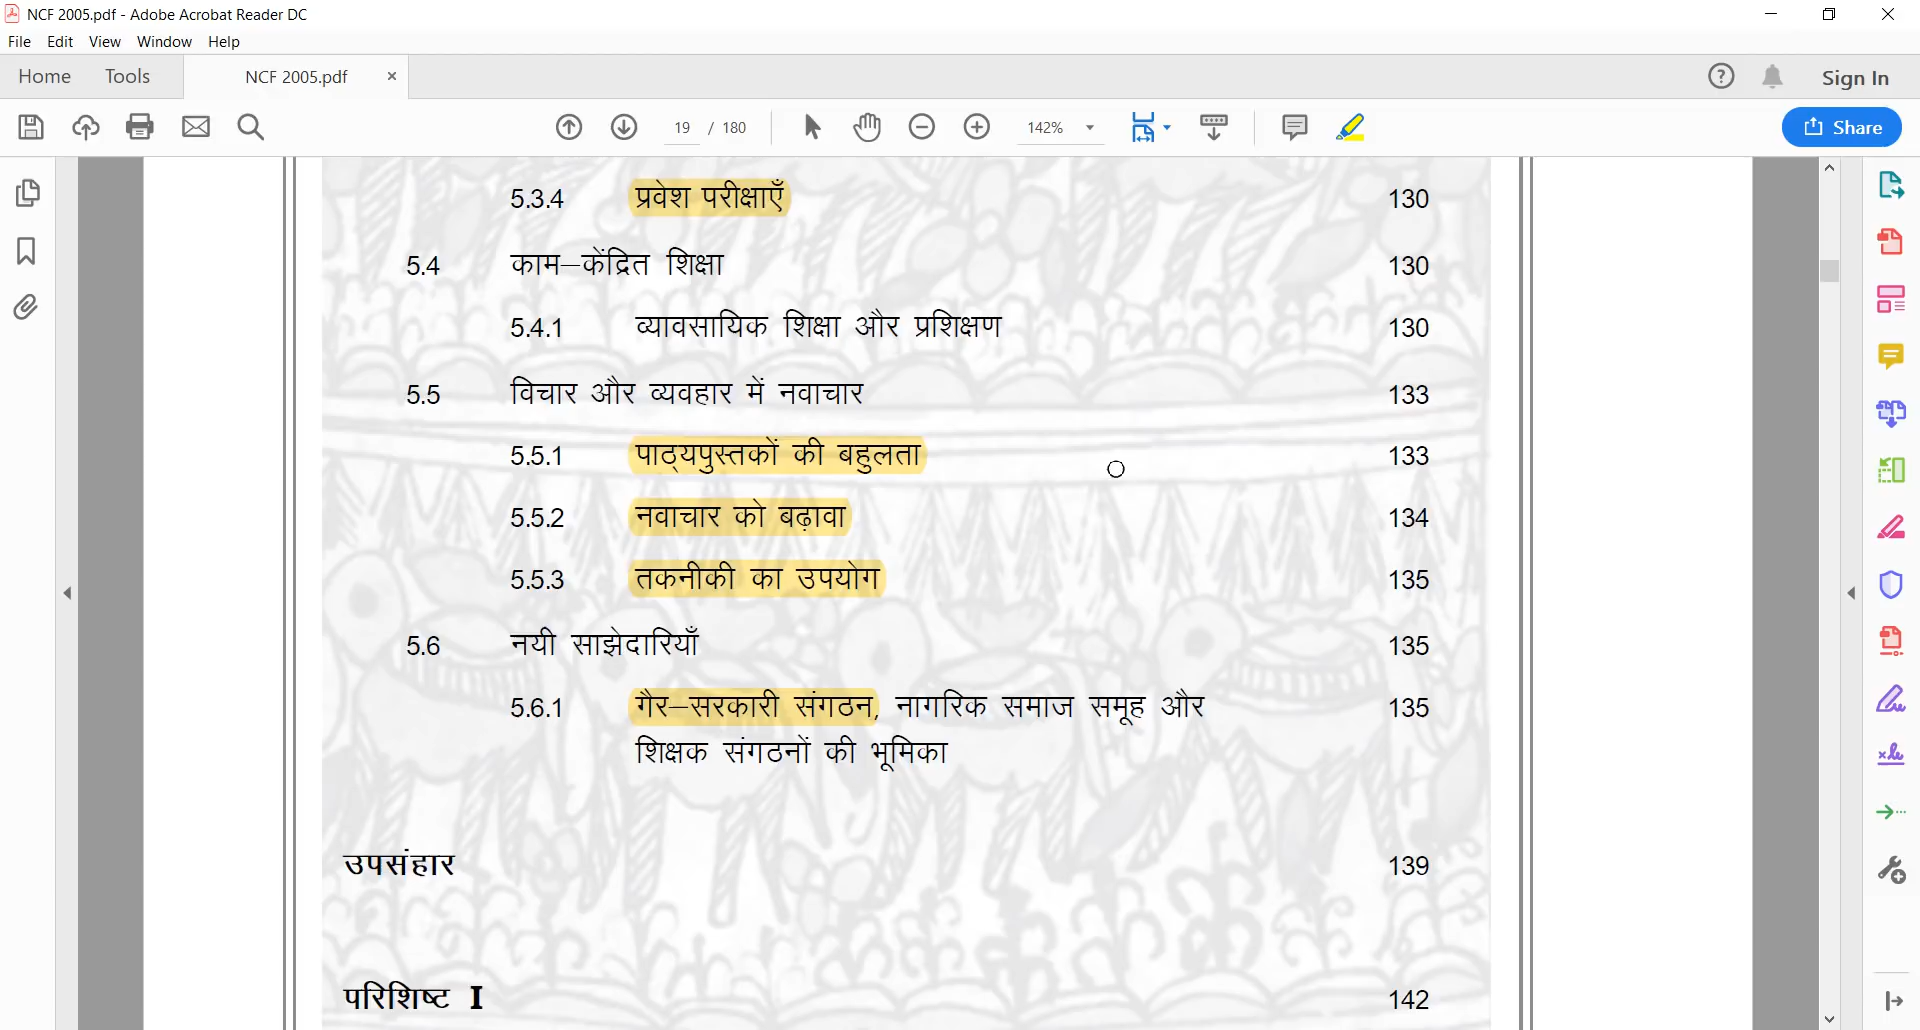 NCF 2005.pdf - Adobe Acrobat Reader DC
File Edit View Window Help
Home Tools NCF 2005.pdf × Sign In
19 / 180 142% Share
5.3.4 प्रवेश परीक्षाएँ 130
5.4 काम–केंद्रित शिक्षा 130
5.4.1 व्यावसायिक शिक्षा और प्रशिक्षण 130
5.5 विचार और व्यवहार में नवाचार 133
5.5.1 पाठ्यपुस्तकों की बहुलता 133
5.5.2 नवाचार को बढ़ावा 134
5.5.3 तकनीकी का उपयोग 135
5.6 नयी साझेदारियाँ 135
5.6.1 गैर–सरकारी संगठन, नागरिक समाज समूह और 135
शिक्षक संगठनों की भूमिका
उपसंहार 139
परिशिष्ट I 142